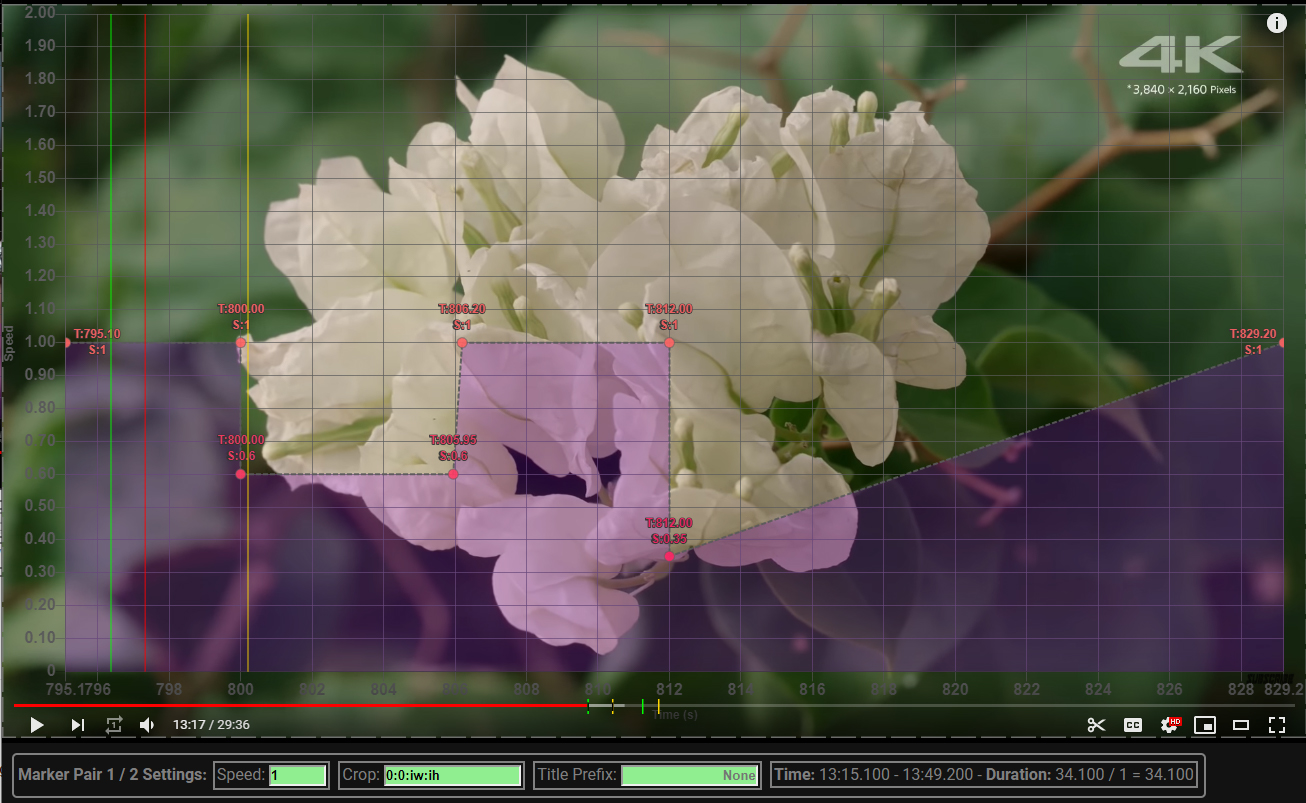 2.00
1.90
1.80
1.70
1.60
1.50
1.40
1.30
1.20
1.10
1.00
0.90
0.80
0.70
0.60
0.50
0.40
0.30
0.20
0.10
0
Speed
4K
*3,840 × 2,160 Pixels
T:795.10
S:1
T:800.00
S:1
T:806.20
S:1
T:812.00
S:1
T:829.20
S:1
T:800.00
S:0.6
T:805.95
S:0.6
T:812.00
S:0.35
795.1 796 798 800 802 804 806 808 810 812 814 816 818 820 822 824 826 828 829.2
Time (s)
1
13:17 / 29:36
CC
HD
Marker Pair 1 / 2 Settings: Speed: 1 Crop: 0:0:iw:ih Title Prefix: None Time: 13:15.100 - 13:49.200 - Duration: 34.100 / 1 = 34.100